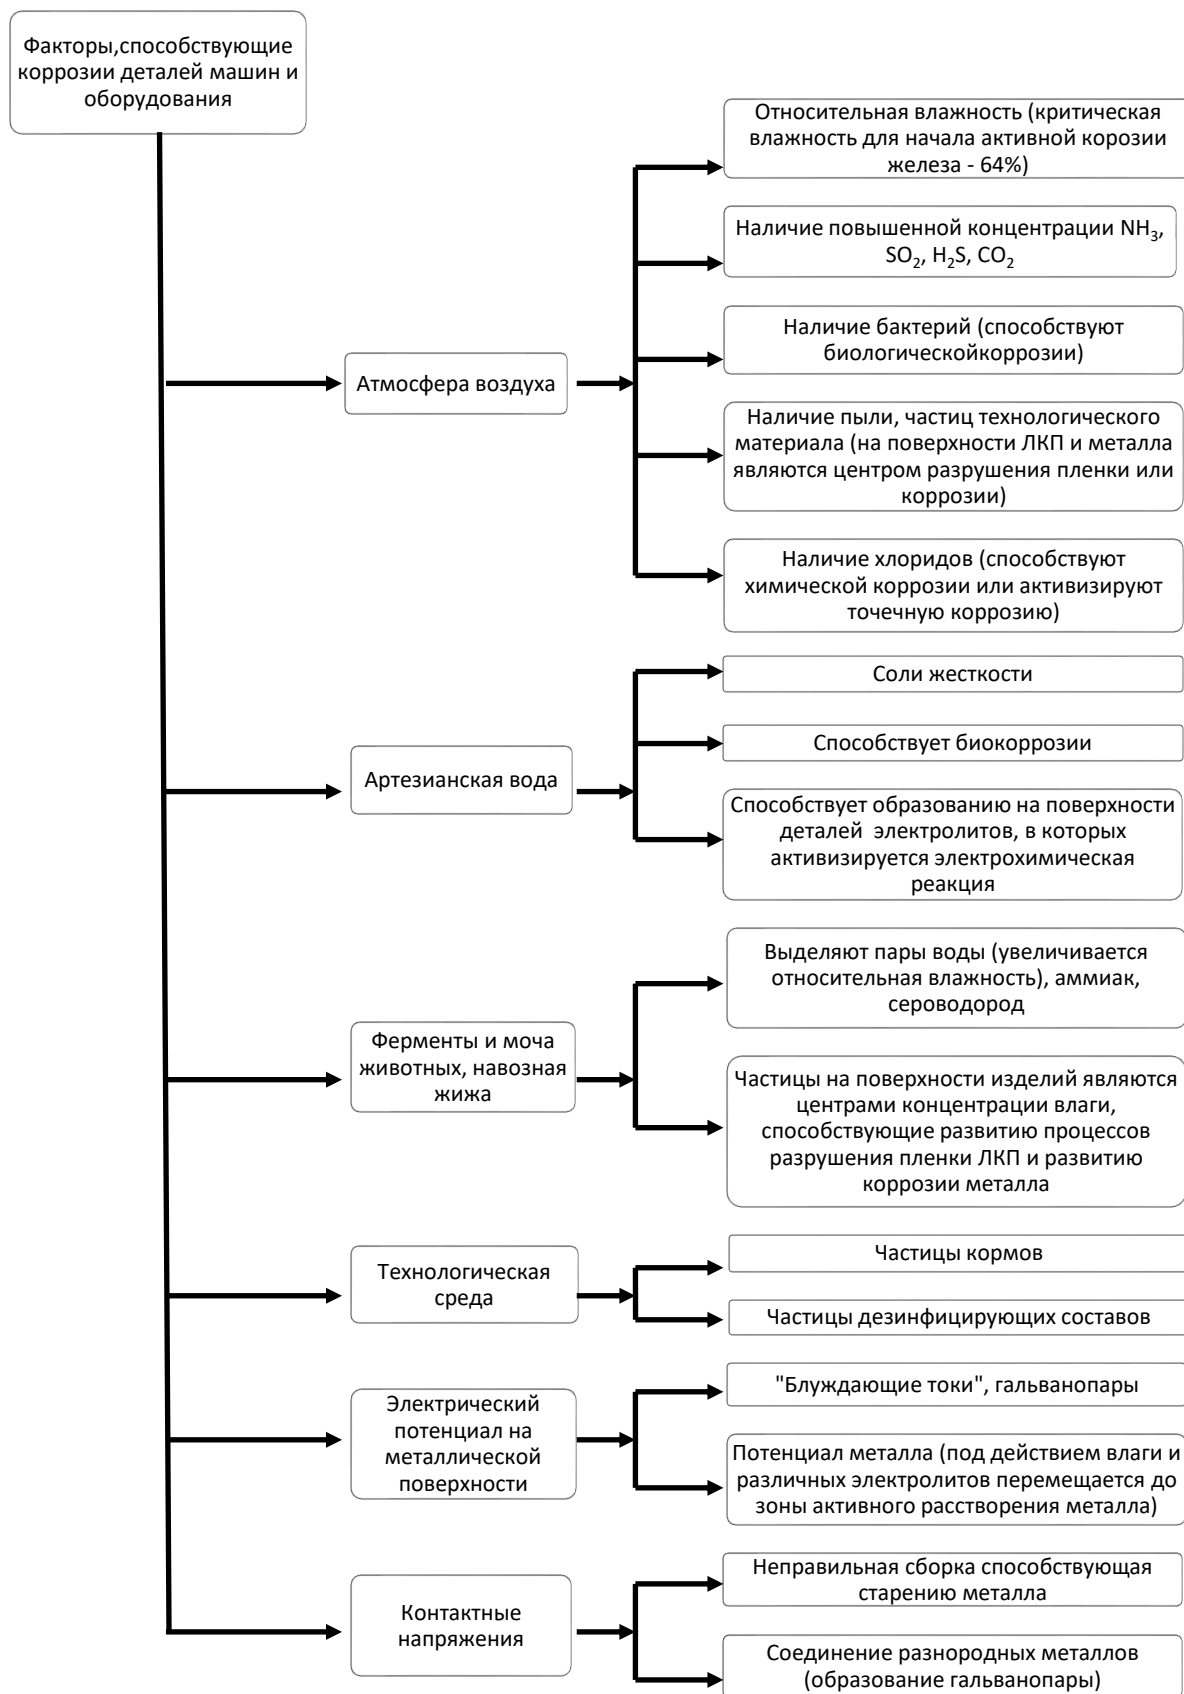 Факторы,способствующие
коррозии деталей машин и
оборудования
Относительная влажность (критическая
влажность для начала активной корозии
железа - 64%)
Наличие повышенной концентрации NH₃,
SO₂, H₂S, CO₂
Наличие бактерий (способствуют
биологическойкоррозии)
Атмосфера воздуха
Наличие пыли, частиц технологического
материала (на поверхности ЛКП и металла
являются центром разрушения пленки или
коррозии)
Наличие хлоридов (способствуют
химической коррозии или активизируют
точечную коррозию)
Соли жесткости
Способствует биокоррозии
Артезианская вода
Способствует образованию на поверхности
деталей электролитов, в которых
активизируется электрохимическая
реакция
Выделяют пары воды (увеличивается
относительная влажность), аммиак,
сероводород
Ферменты и моча
животных, навозная
жижа
Частицы на поверхности изделий являются
центрами концентрации влаги,
способствующие развитию процессов
разрушения пленки ЛКП и развитию
коррозии металла
Технологическая
среда
Частицы кормов
Частицы дезинфицирующих составов
Электрический
потенциал на
металлической
поверхности
"Блуждающие токи", гальванопары
Потенциал металла (под действием влаги и
различных электролитов перемещается до
зоны активного расстворения металла)
Контактные
напряжения
Неправильная сборка способствующая
старению металла
Соединение разнородных металлов
(образование гальванопары)